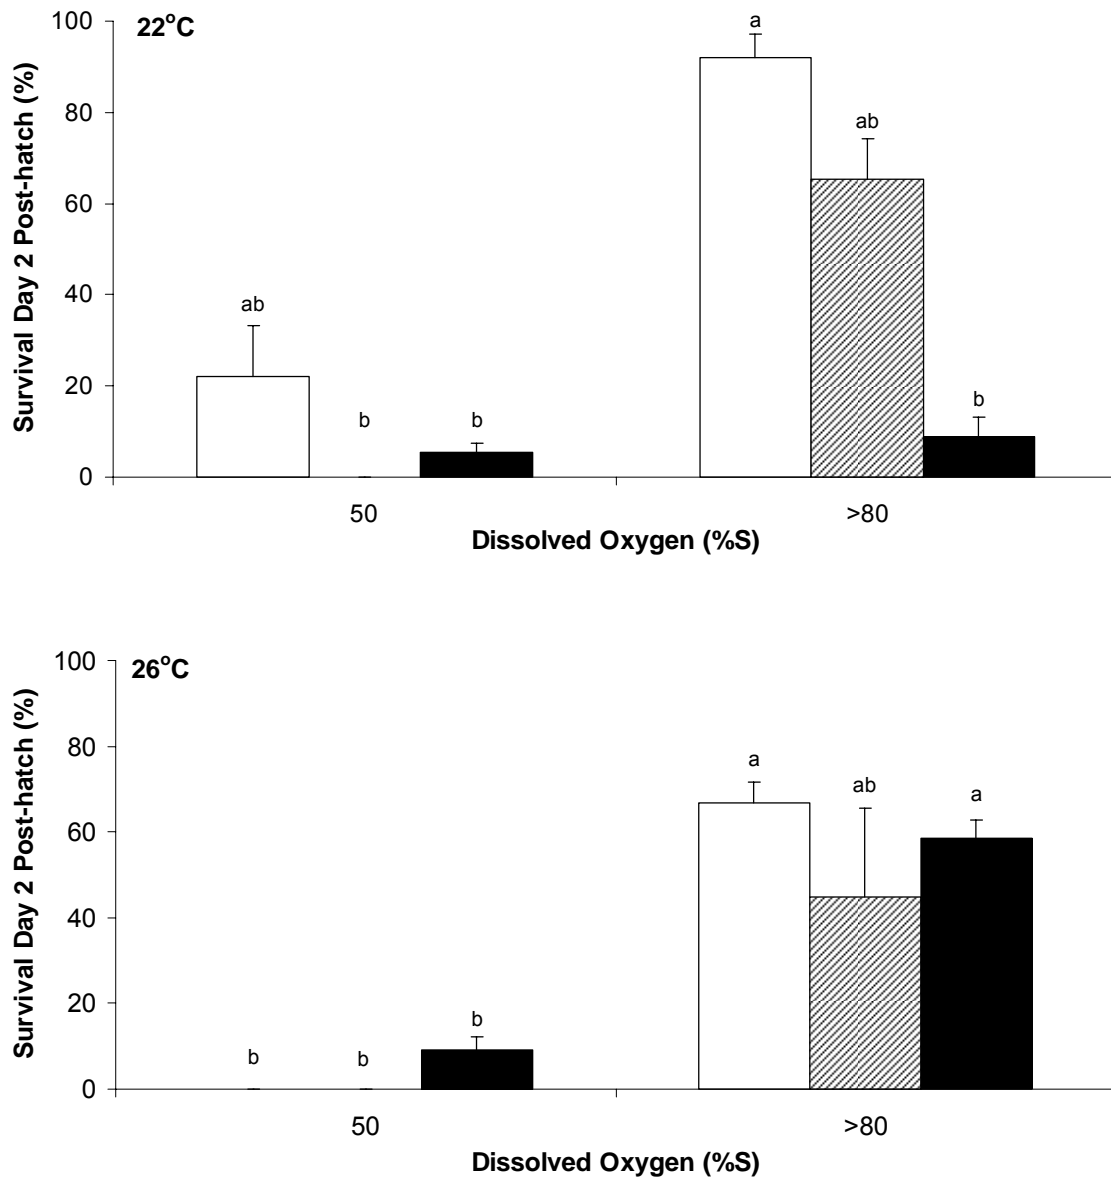 22°C
Survival Day 2 Post-hatch (%)
100
80
60
40
20
0
ab
b
b
a
ab
b
50
>80
Dissolved Oxygen (%S)
26°C
Survival Day 2 Post-hatch (%)
100
80
60
40
20
0
b
b
b
a
ab
a
50
>80
Dissolved Oxygen (%S)